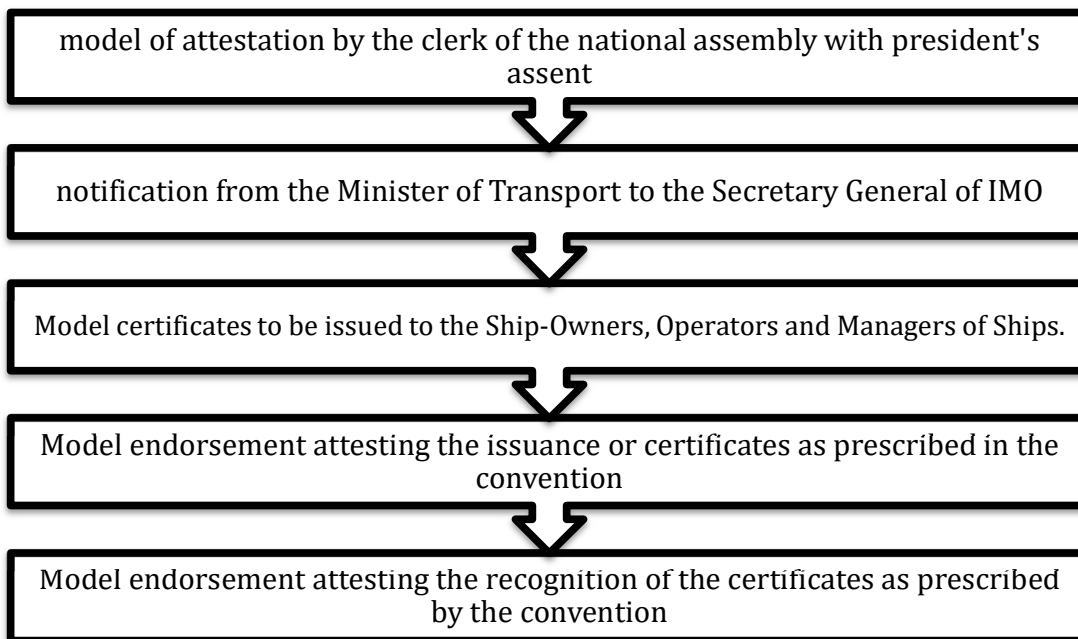 model of attestation by the clerk of the national assembly with president's
assent
notification from the Minister of Transport to the Secretary General of IMO
Model certificates to be issued to the Ship-Owners, Operators and Managers of Ships.
Model endorsement attesting the issuance or certificates as prescribed in the
convention
Model endorsement attesting the recognition of the certificates as prescribed
by the convention